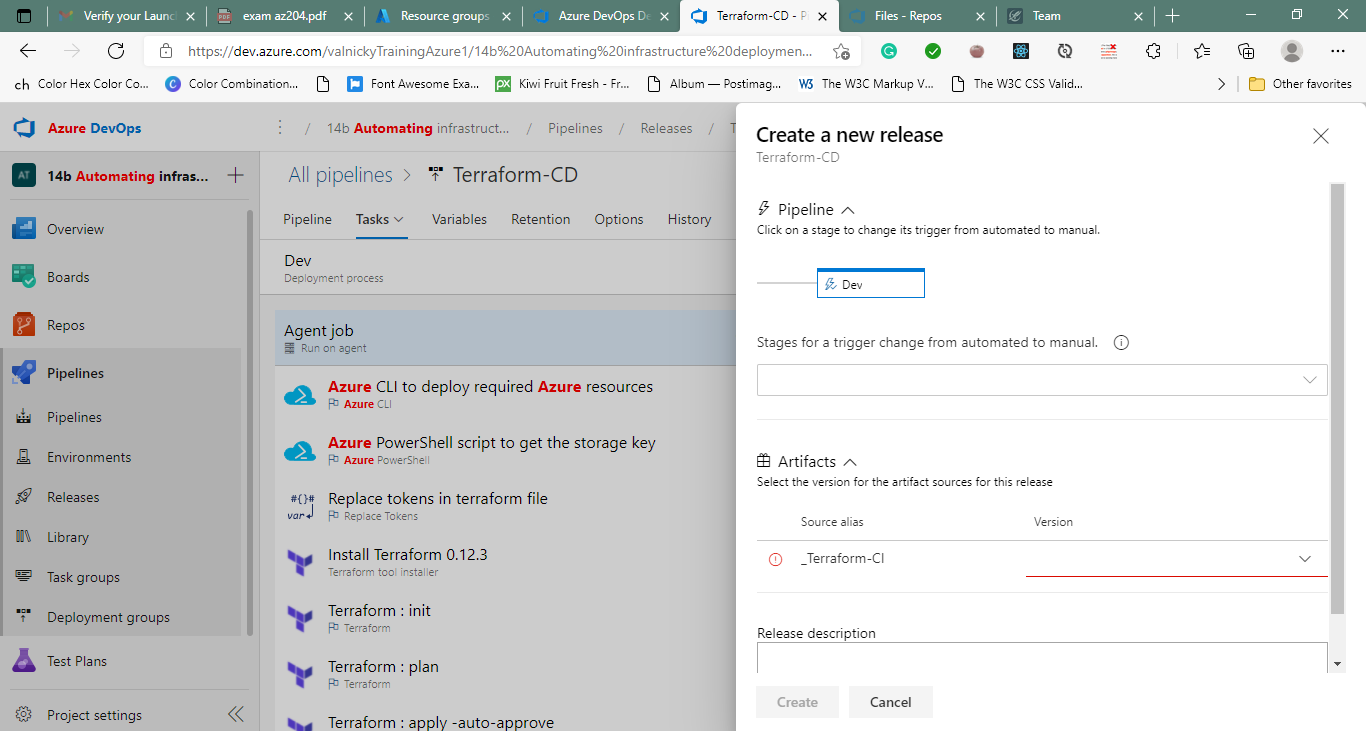 Verify your Launc
exam az204.pdf
Resource groups
Azure DevOps De
Terraform-CD - Pi
Files - Repos
Team
https://dev.azure.com/valnickyTrainingAzure1/14b%20Automating%20infrastructure%20deploymen...
Color Hex Color Co...
Color Combination...
Font Awesome Exa...
Kiwi Fruit Fresh - Fr...
Album — Postimag...
The W3C Markup V...
The W3C CSS Valid...
Other favorites
Azure DevOps
/ 14b Automating infrastruct... / Pipelines / Releases / T
AT 14b Automating infras...
Overview
Boards
Repos
Pipelines
Pipelines
Environments
Releases
Library
Task groups
Deployment groups
Test Plans
Project settings
All pipelines > Terraform-CD
Pipeline Tasks Variables Retention Options History
Dev
Deployment process
Agent job
Run on agent
Azure CLI to deploy required Azure resources
Azure CLI
Azure PowerShell script to get the storage key
Azure PowerShell
#{}#
var
Replace tokens in terraform file
Replace Tokens
Install Terraform 0.12.3
Terraform tool installer
Terraform : init
Terraform
Terraform : plan
Terraform
Terraform : apply -auto-approve
Create a new release
Terraform-CD
Pipeline
Click on a stage to change its trigger from automated to manual.
Dev
Stages for a trigger change from automated to manual.
Artifacts
Select the version for the artifact sources for this release
Source alias Version
_Terraform-CI
Release description
Create Cancel